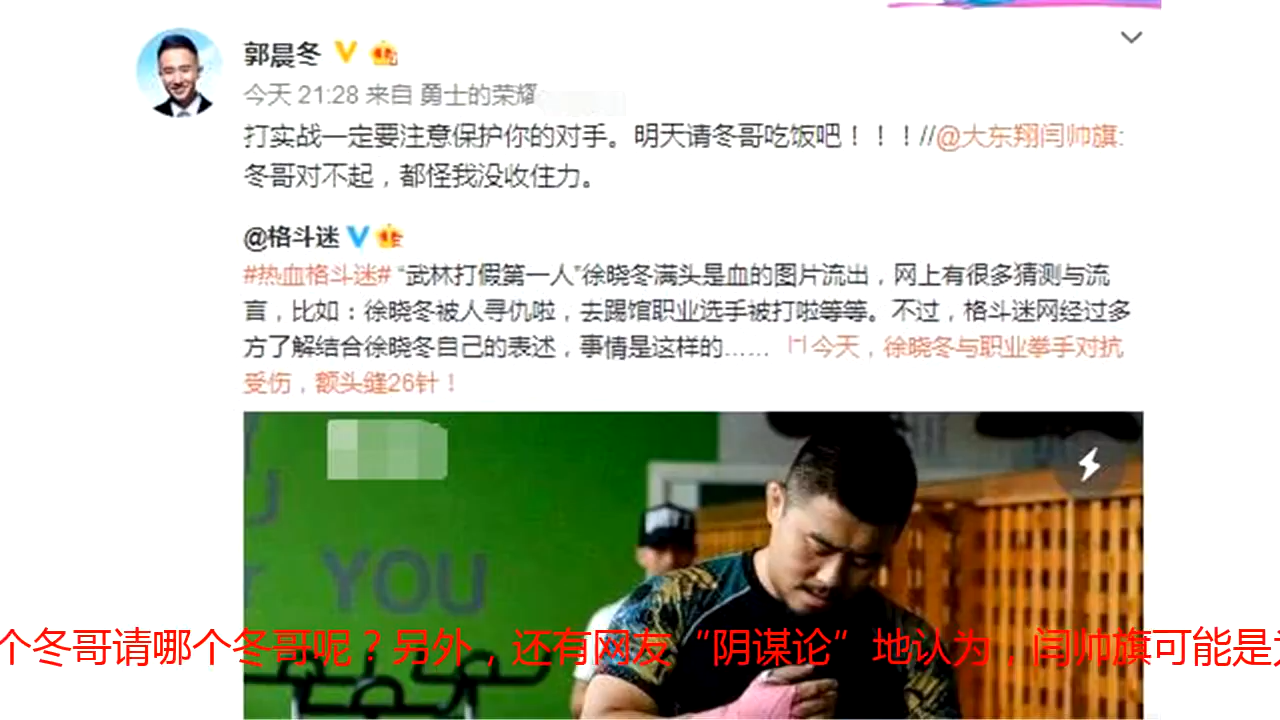 郭晨冬
今天 21:28 来自 勇士的荣耀
打实战一定要注意保护你的对手。明天请冬哥吃饭吧！！！//@大东翔闫帅旗:
冬哥对不起，都怪我没收住力。
@格斗迷
#热血格斗迷# “武林打假第一人”徐晓冬满头是血的图片流出，网上有很多猜测与流
言，比如：徐晓冬被人寻仇啦，去踢馆职业选手被打啦等等。不过，格斗迷网经过多
方了解结合徐晓冬自己的表述，事情是这样的…… 今天，徐晓冬与职业拳手对抗
受伤，额头缝26针！
YOU
个冬哥请哪个冬哥呢？另外，还有网友“阴谋论”地认为，闫帅旗可能是